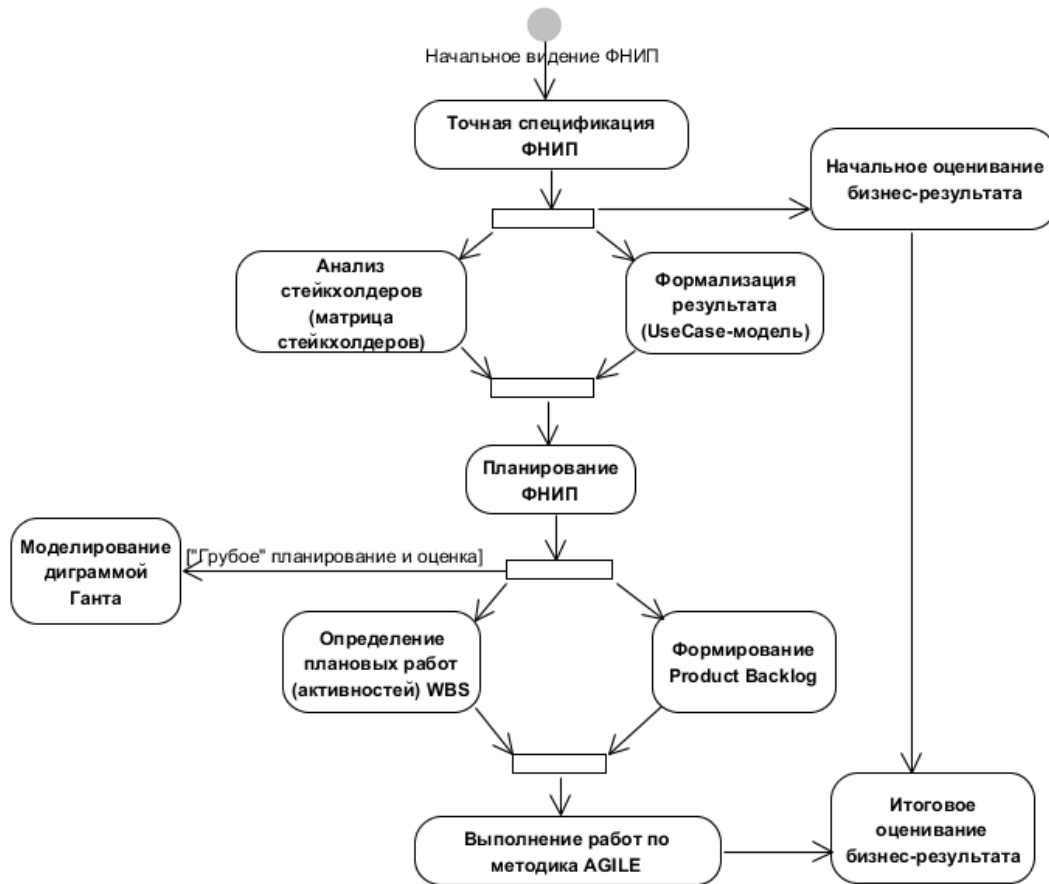 Начальное видение ФНИП
Точная спецификация
ФНИП
Начальное оценивание
бизнес-результата
Анализ
стейкхолдеров
(матрица
стейкхолдеров)
Формализация
результата
(UseCase-модель)
Планирование
ФНИП
Моделирование
диграммой
Ганта
["Грубое" планирование и оценка]
Определение
плановых работ
(активностей) WBS
Формирование
Product Backlog
Выполнение работ по
методика AGILE
Итоговое
оценивание
бизнес-результата